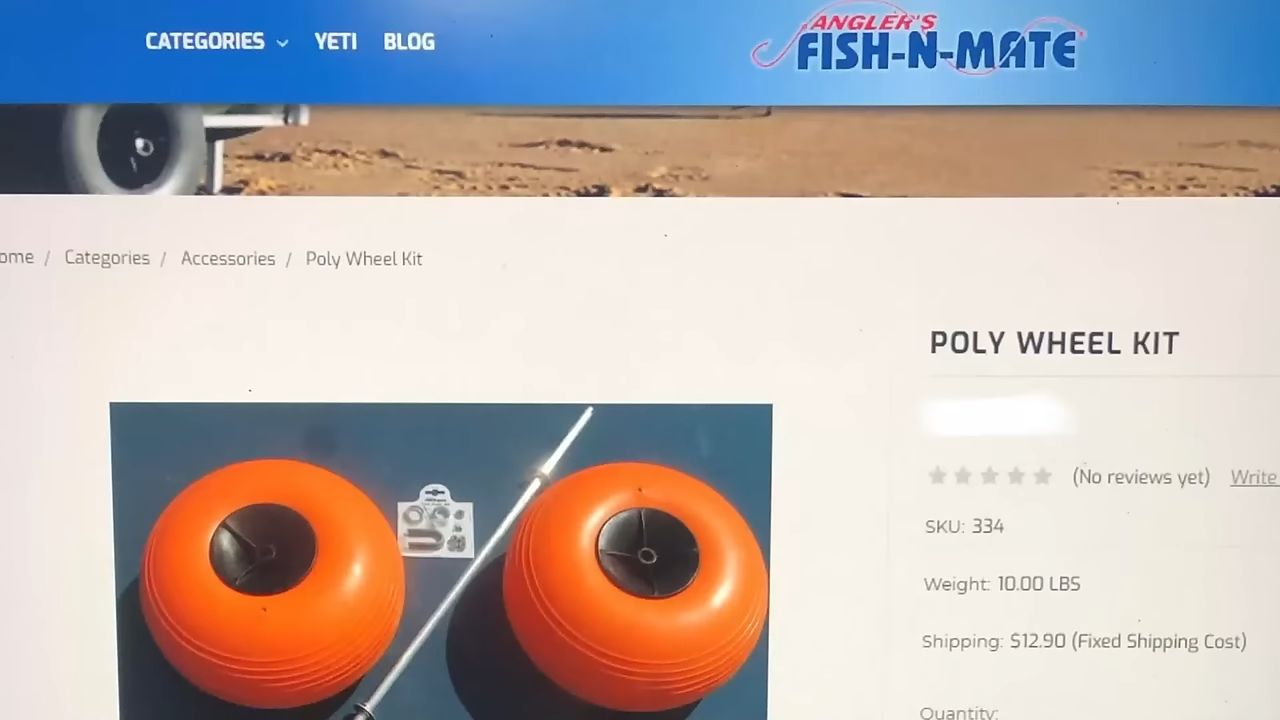 CATEGORIES YETI BLOG
ANGLER'S
FISH-N-MATE
ome / Categories / Accessories / Poly Wheel Kit
POLY WHEEL KIT
(No reviews yet) Write
SKU: 334
Weight: 10.00 LBS
Shipping: $12.90 (Fixed Shipping Cost)
Quantity: